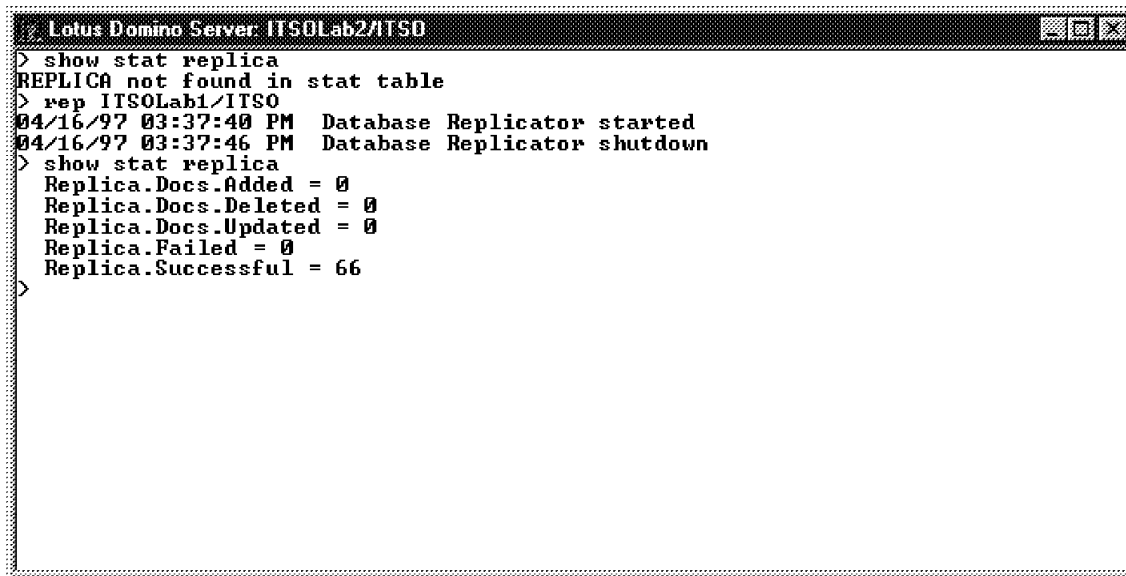 Lotus Domino Server: ITSOLab2/ITSO
> show stat replica
REPLICA not found in stat table
> rep ITSOLab1/ITSO
04/16/97 03:37:40 PM  Database Replicator started
04/16/97 03:37:46 PM  Database Replicator shutdown
> show stat replica
  Replica.Docs.Added = 0
  Replica.Docs.Deleted = 0
  Replica.Docs.Updated = 0
  Replica.Failed = 0
  Replica.Successful = 66
>